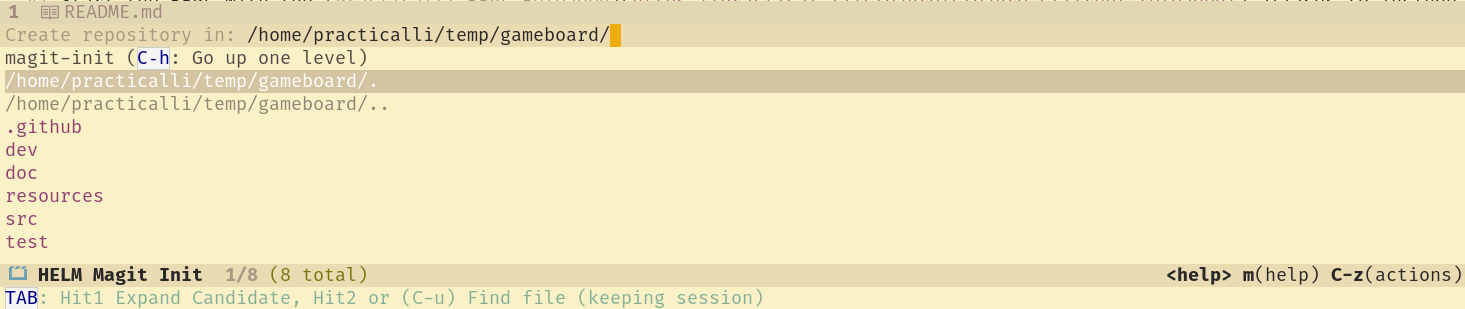 1 README.md
Create repository in: /home/practicalli/temp/gameboard/
magit-init (C-h: Go up one level)
/home/practicalli/temp/gameboard/.
/home/practicalli/temp/gameboard/..
.github
dev
doc
resources
src
test
HELM Magit Init 1/8 (8 total) <help> m(help) C-z(actions)
TAB: Hit1 Expand Candidate, Hit2 or (C-u) Find file (keeping session)